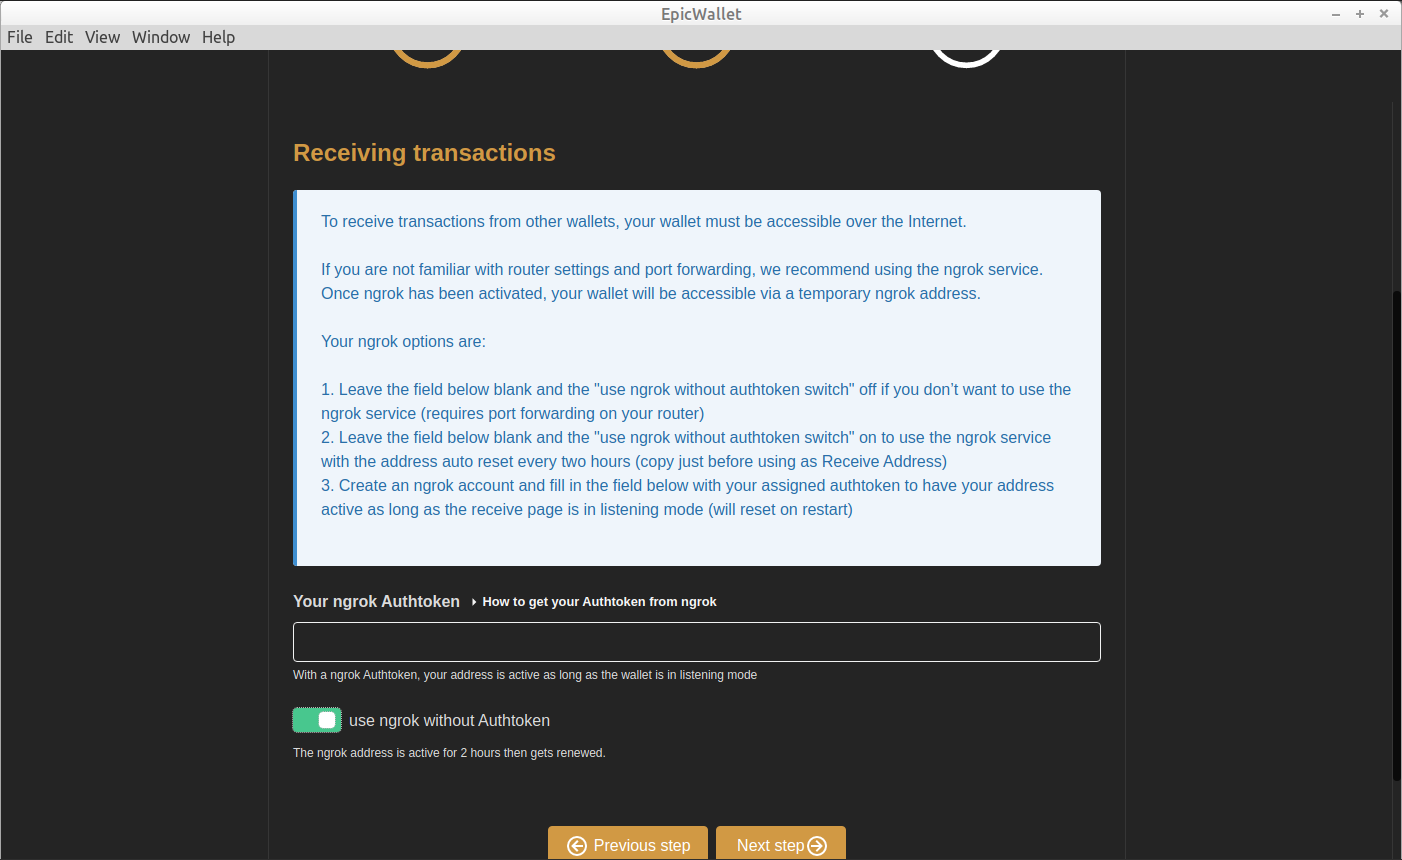 EpicWallet
File Edit View Window Help
Receiving transactions
To receive transactions from other wallets, your wallet must be accessible over the Internet.
If you are not familiar with router settings and port forwarding, we recommend using the ngrok service.
Once ngrok has been activated, your wallet will be accessible via a temporary ngrok address.
Your ngrok options are:
1. Leave the field below blank and the "use ngrok without authtoken switch" off if you don’t want to use the
ngrok service (requires port forwarding on your router)
2. Leave the field below blank and the "use ngrok without authtoken switch" on to use the ngrok service
with the address auto reset every two hours (copy just before using as Receive Address)
3. Create an ngrok account and fill in the field below with your assigned authtoken to have your address
active as long as the receive page is in listening mode (will reset on restart)
Your ngrok Authtoken How to get your Authtoken from ngrok
With a ngrok Authtoken, your address is active as long as the wallet is in listening mode
use ngrok without Authtoken
The ngrok address is active for 2 hours then gets renewed.
Previous step Next step